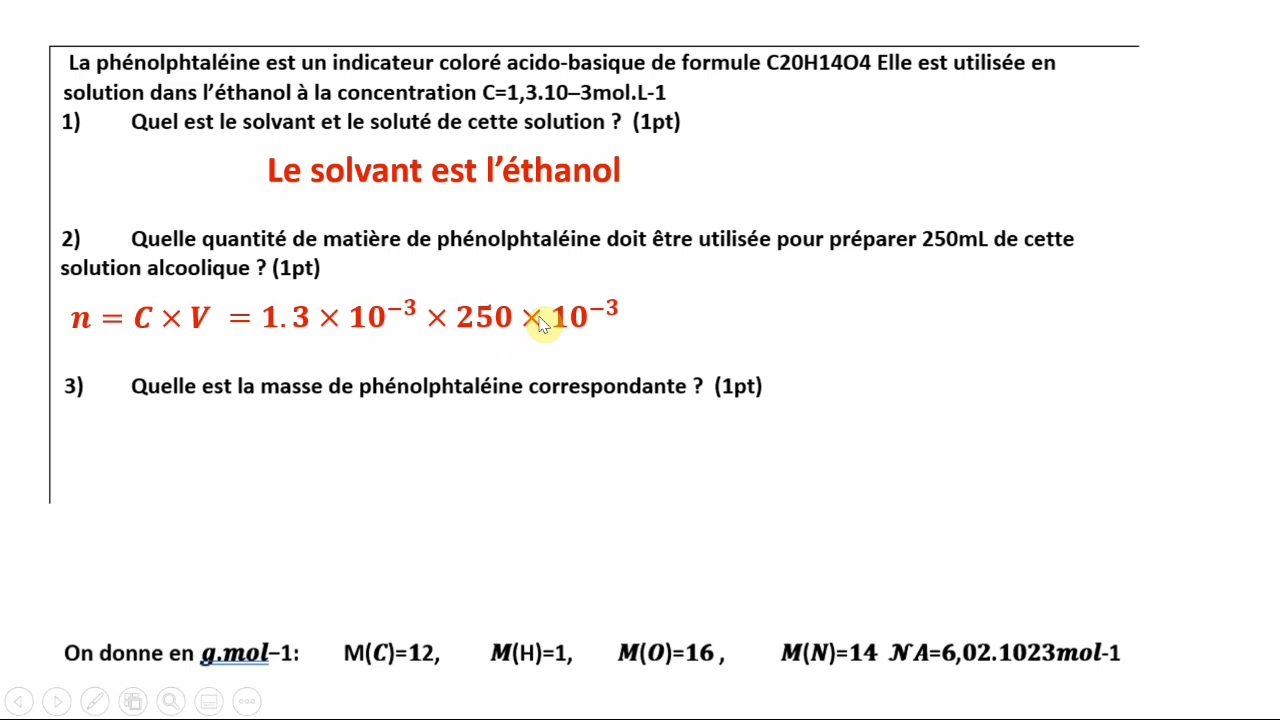 La phénolphtaléine est un indicateur coloré acido-basique de formule C20H14O4 Elle est utilisée en
solution dans l’éthanol à la concentration C=1,3.10–3mol.L-1
1) Quel est le solvant et le soluté de cette solution ? (1pt)
Le solvant est l’éthanol
2) Quelle quantité de matière de phénolphtaléine doit être utilisée pour préparer 250mL de cette
solution alcoolique ? (1pt)
n = C × V = 1.3 × 10⁻³ × 250 × 10⁻³
3) Quelle est la masse de phénolphtaléine correspondante ? (1pt)
On donne en g.mol–1: M(C)=12, M(H)=1, M(O)=16 , M(N)=14 𝓝A=6,02.1023mol-1